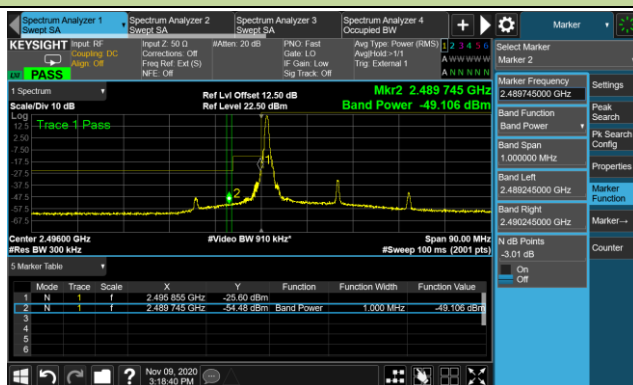 Spectrum Analyzer 1
Swept SA
Spectrum Analyzer 2
Swept SA
Spectrum Analyzer 3
Swept SA
Spectrum Analyzer 4
Occupied BW
+
Marker
KEYSIGHT
Input: RF
Coupling: DC
Align: Off
Input Z: 50 Ω
Corrections: Off
Freq Ref: Ext (S)
NFE: Off
#Atten: 20 dB
PNO: Fast
Gate: LO
IF Gain: Low
Sig Track: Off
Avg Type: Power (RMS)
Avg|Hold:>1/1
Trig: External 1
1 2 3 4 5 6
A W W W W W
A N N N N N
PASS
Select Marker
Marker 2
Marker Frequency
2.489745000 GHz
Settings
Band Function
Band Power
Peak
Search
Band Span
1.000000 MHz
Pk Search
Config
Band Left
2.489245000 GHz
Properties
Band Right
2.490245000 GHz
Marker
Function
N dB Points
-3.01 dB
Marker→
On
Off
Counter
1 Spectrum
Scale/Div 10 dB
Ref Lvl Offset 12.50 dB
Ref Level 22.50 dBm
Mkr2 2.489 745 GHz
Band Power -49.106 dBm
Log
Trace 1 Pass
12.5
2.50
-7.50
-17.5
-27.5
-37.5
-47.5
-57.5
-67.5
1
2
Center 2.49600 GHz
#Res BW 300 kHz
#Video BW 910 kHz*
Span 90.00 MHz
#Sweep 100 ms (2001 pts)
5 Marker Table
Mode Trace Scale X Y Function Function Width Function Value
1 N 1 f 2.495 855 GHz -25.60 dBm
2 N 1 f 2.489 745 GHz -54.48 dBm Band Power 1.000 MHz -49.106 dBm
3
4
5
6
?
Nov 09, 2020
3:18:40 PM